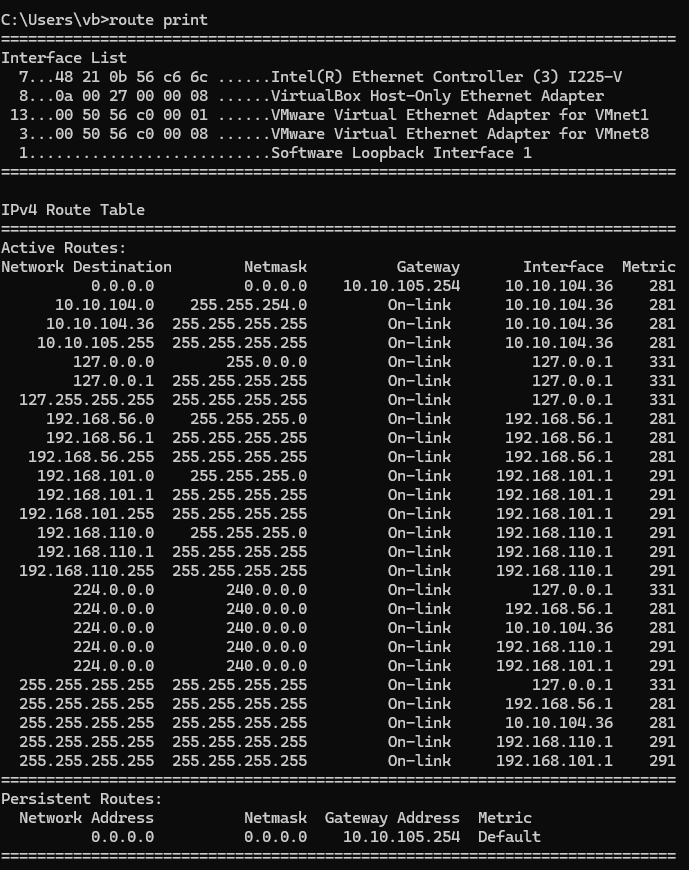 C:\Users\vb>route print
===========================================================================
Interface List
  7...48 21 0b 56 c6 6c ......Intel(R) Ethernet Controller (3) I225-V
  8...0a 00 27 00 00 08 ......VirtualBox Host-Only Ethernet Adapter
 13...00 50 56 c0 00 01 ......VMware Virtual Ethernet Adapter for VMnet1
  3...00 50 56 c0 00 08 ......VMware Virtual Ethernet Adapter for VMnet8
  1...........................Software Loopback Interface 1
===========================================================================

IPv4 Route Table
===========================================================================
Active Routes:
Network Destination        Netmask          Gateway       Interface  Metric
          0.0.0.0          0.0.0.0    10.10.105.254     10.10.104.36    281
      10.10.104.0    255.255.254.0         On-link      10.10.104.36    281
     10.10.104.36  255.255.255.255         On-link      10.10.104.36    281
    10.10.105.255  255.255.255.255         On-link      10.10.104.36    281
        127.0.0.0        255.0.0.0         On-link         127.0.0.1    331
        127.0.0.1  255.255.255.255         On-link         127.0.0.1    331
  127.255.255.255  255.255.255.255         On-link         127.0.0.1    331
     192.168.56.0    255.255.255.0         On-link      192.168.56.1    281
     192.168.56.1  255.255.255.255         On-link      192.168.56.1    281
   192.168.56.255  255.255.255.255         On-link      192.168.56.1    281
    192.168.101.0    255.255.255.0         On-link     192.168.101.1    291
    192.168.101.1  255.255.255.255         On-link     192.168.101.1    291
  192.168.101.255  255.255.255.255         On-link     192.168.101.1    291
    192.168.110.0    255.255.255.0         On-link     192.168.110.1    291
    192.168.110.1  255.255.255.255         On-link     192.168.110.1    291
  192.168.110.255  255.255.255.255         On-link     192.168.110.1    291
        224.0.0.0        240.0.0.0         On-link         127.0.0.1    331
        224.0.0.0        240.0.0.0         On-link      192.168.56.1    281
        224.0.0.0        240.0.0.0         On-link      10.10.104.36    281
        224.0.0.0        240.0.0.0         On-link     192.168.110.1    291
        224.0.0.0        240.0.0.0         On-link     192.168.101.1    291
  255.255.255.255  255.255.255.255         On-link         127.0.0.1    331
  255.255.255.255  255.255.255.255         On-link      192.168.56.1    281
  255.255.255.255  255.255.255.255         On-link      10.10.104.36    281
  255.255.255.255  255.255.255.255         On-link     192.168.110.1    291
  255.255.255.255  255.255.255.255         On-link     192.168.101.1    291
===========================================================================
Persistent Routes:
  Network Address          Netmask  Gateway Address  Metric
          0.0.0.0          0.0.0.0    10.10.105.254  Default
===========================================================================